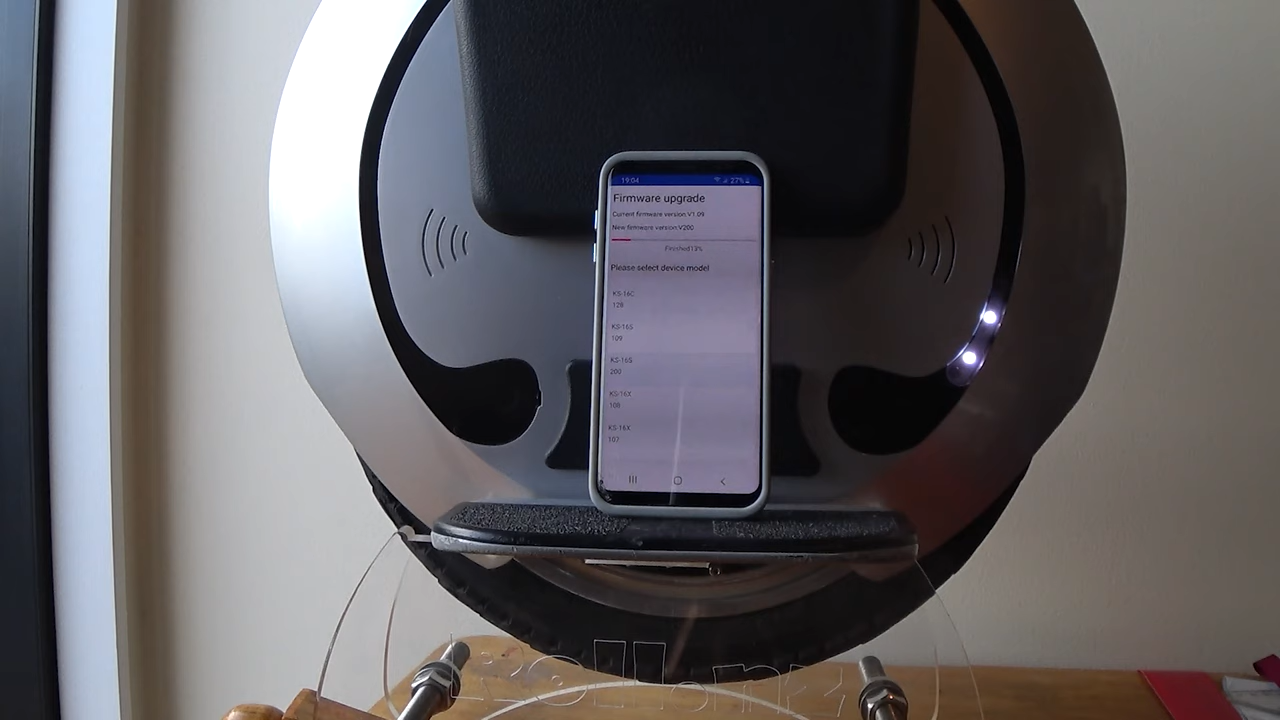 19:04 27%
Firmware upgrade
Current firmware version:V1.09
New firmware version:V200
Finished13%
Please select device model
KS-16C
128
KS-16S
109
KS-16S
200
KS-16X
108
KS-16X
107